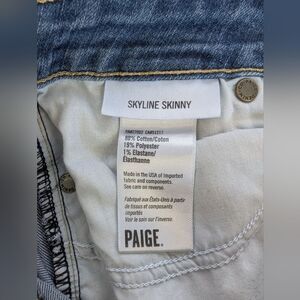 SKYLINE SKINNY
80% Cotton/Coton
19% Polyester
1% Elastane/
Élasthanne
Made in the USA of Imported
fabric and components.
See care on reverse.
Fabriqué aux États-Unis à partir
de tissus et composants
importés
Voir le soin sur l'inverse.
PAIGE.